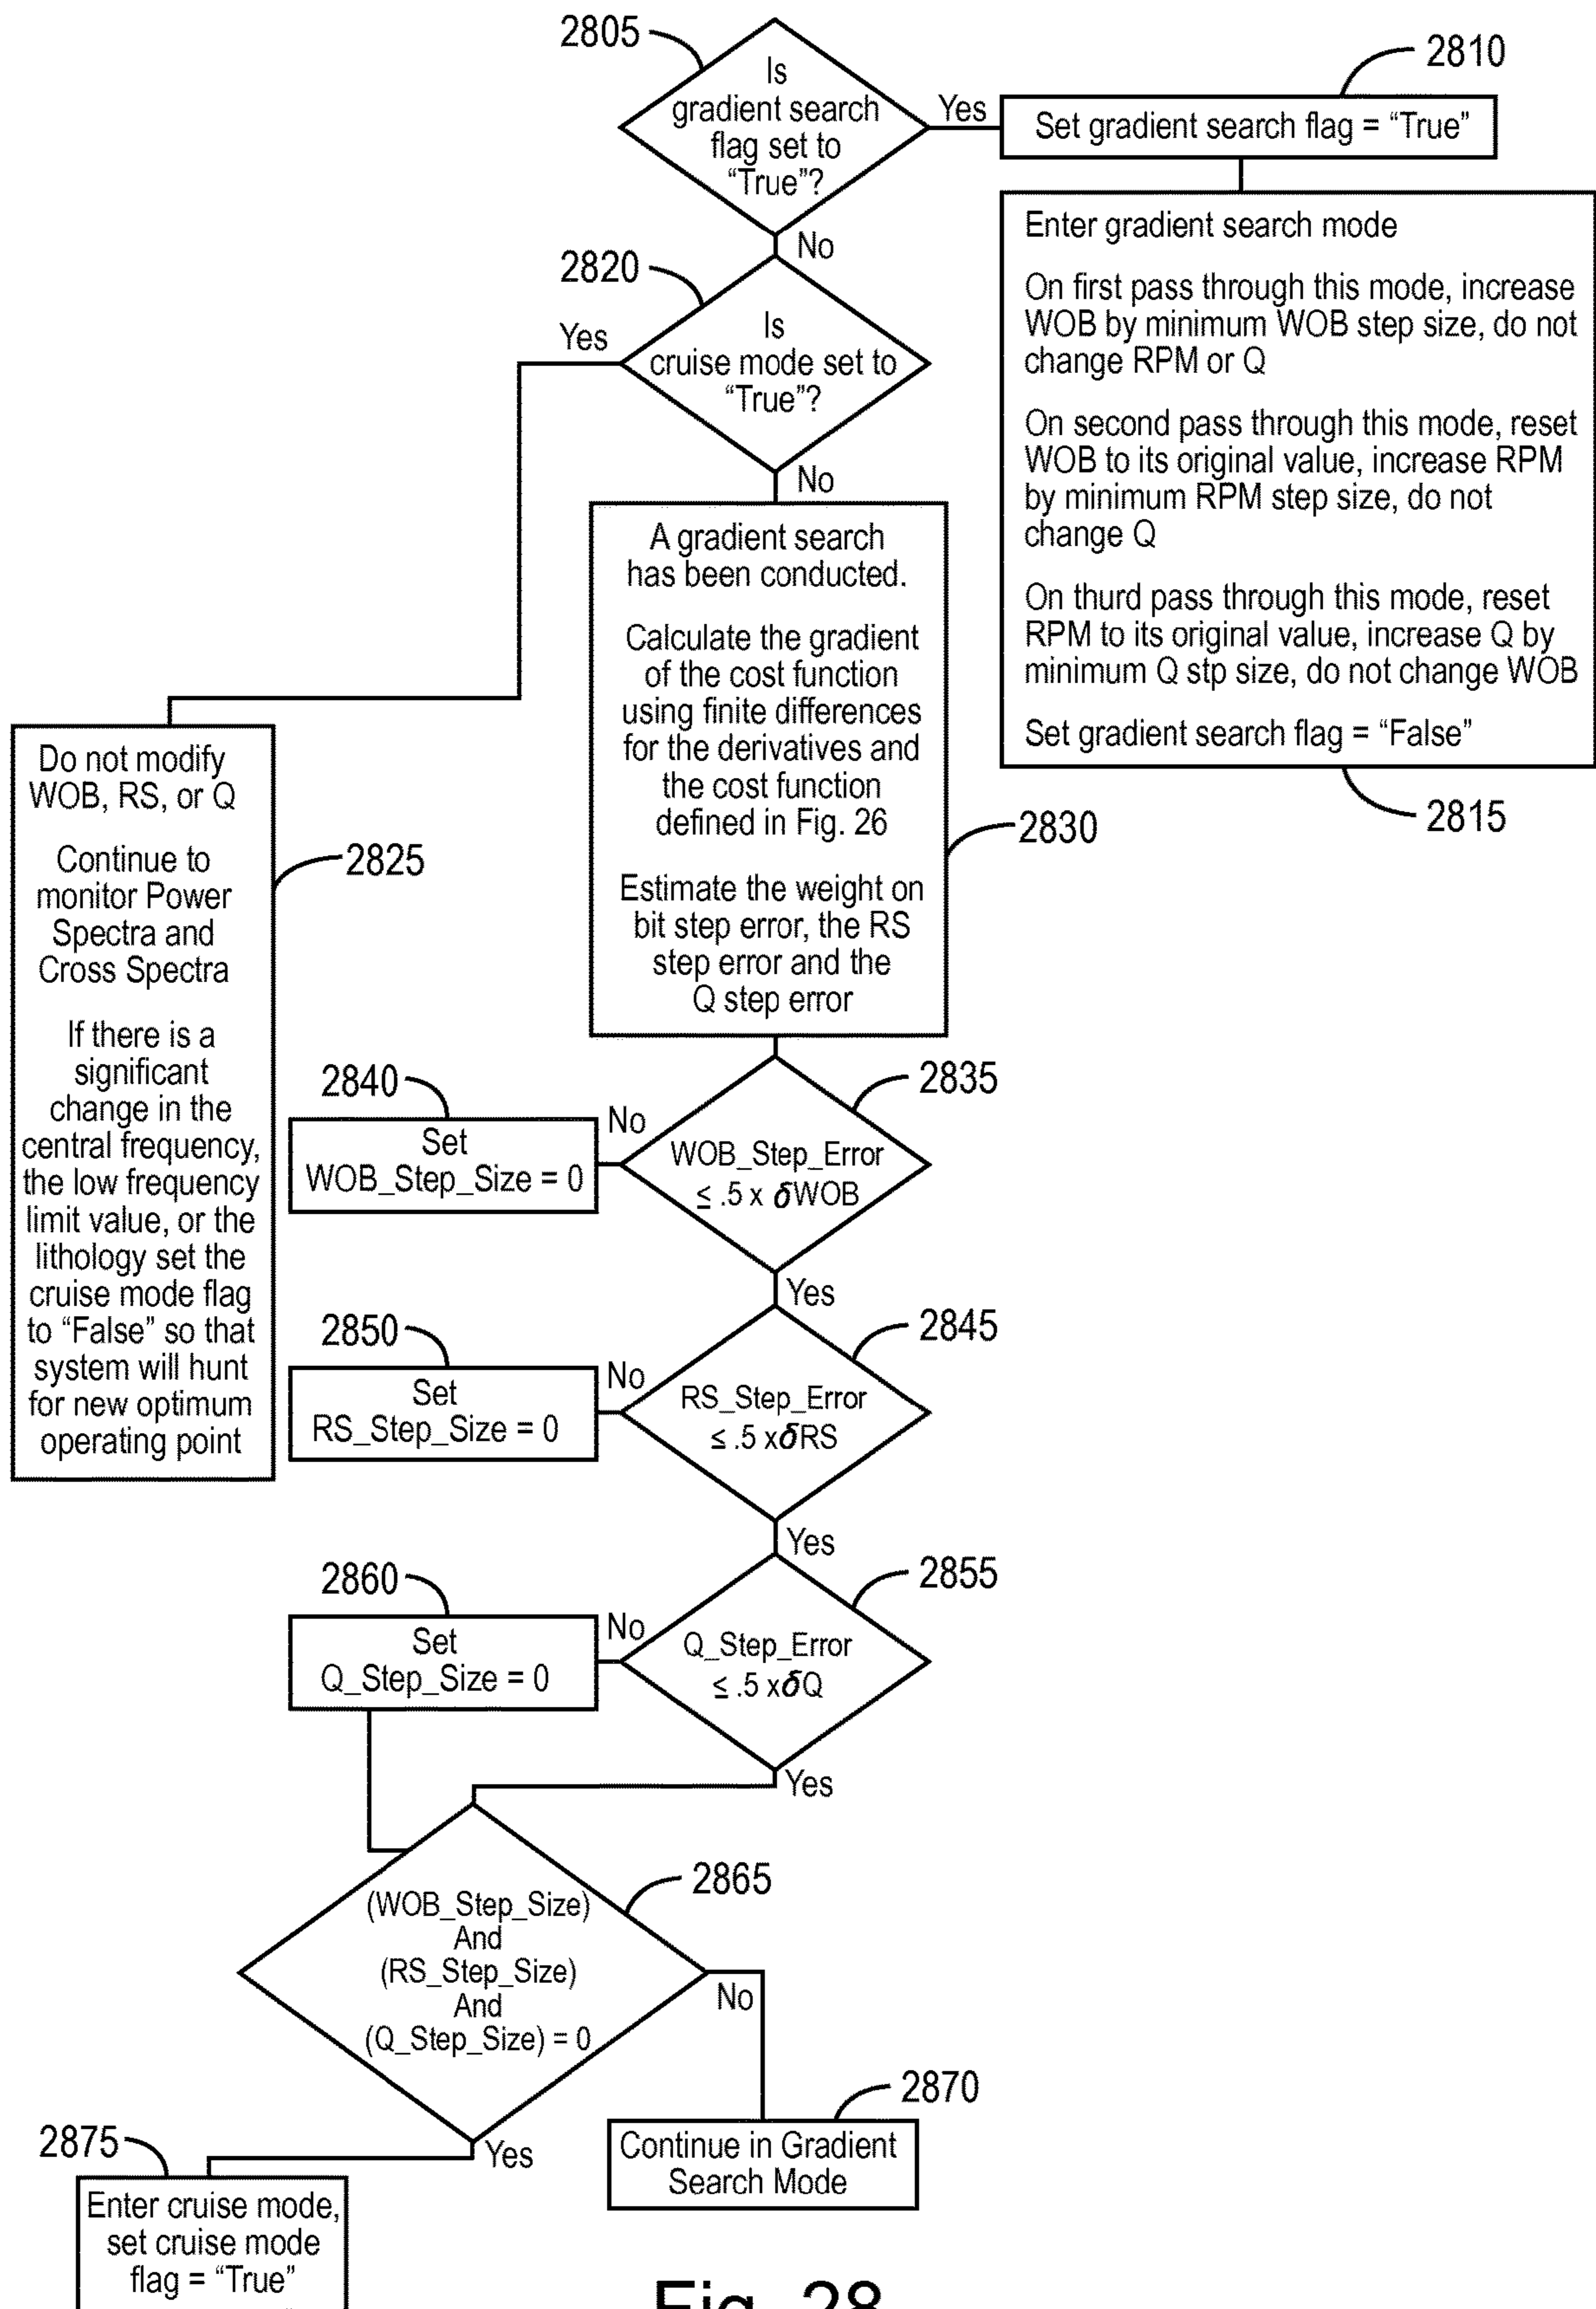 2805
Is
gradient search
flag set to
“True”?
Yes
2810
Set gradient search flag = “True”
No
Enter gradient search mode
On first pass through this mode, increase
WOB by minimum WOB step size, do not
change RPM or Q
On second pass through this mode, reset
WOB to its original value, increase RPM
by minimum RPM step size, do not
change Q
On thurd pass through this mode, reset
RPM to its original value, increase Q by
minimum Q stp size, do not change WOB
Set gradient search flag = “False”
2815
2820
Is
cruise mode set to
“True”?
Yes
No
Do not modify
WOB, RS, or Q
Continue to
monitor Power
Spectra and
Cross Spectra
If there is a
significant
change in the
central frequency,
the low frequency
limit value, or the
lithology set the
cruise mode flag
to “False” so that
system will hunt
for new optimum
operating point
2825
A gradient search
has been conducted.
Calculate the gradient
of the cost function
using finite differences
for the derivatives and
the cost function
defined in Fig. 26
Estimate the weight on
bit step error, the RS
step error and the
Q step error
2830
2835
WOB_Step_Error
≤ .5 x δWOB
No
2840
Set
WOB_Step_Size = 0
Yes
2845
RS_Step_Error
≤ .5 xδRS
No
2850
Set
RS_Step_Size = 0
Yes
2855
Q_Step_Error
≤ .5 xδQ
No
2860
Set
Q_Step_Size = 0
Yes
2865
(WOB_Step_Size)
And
(RS_Step_Size)
And
(Q_Step_Size) = 0
No
2870
Continue in Gradient
Search Mode
Yes
2875
Enter cruise mode,
set cruise mode
flag = “True”
Fig. 28